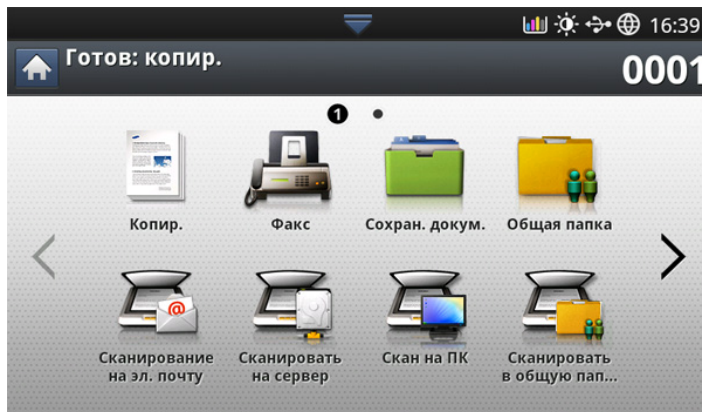 16:39
Готов: копир.
0001
1
Копир.
Факс
Сохран. докум.
Общая папка
Сканирование
на эл. почту
Сканировать
на сервер
Скан на ПК
Сканировать
в общую пап...